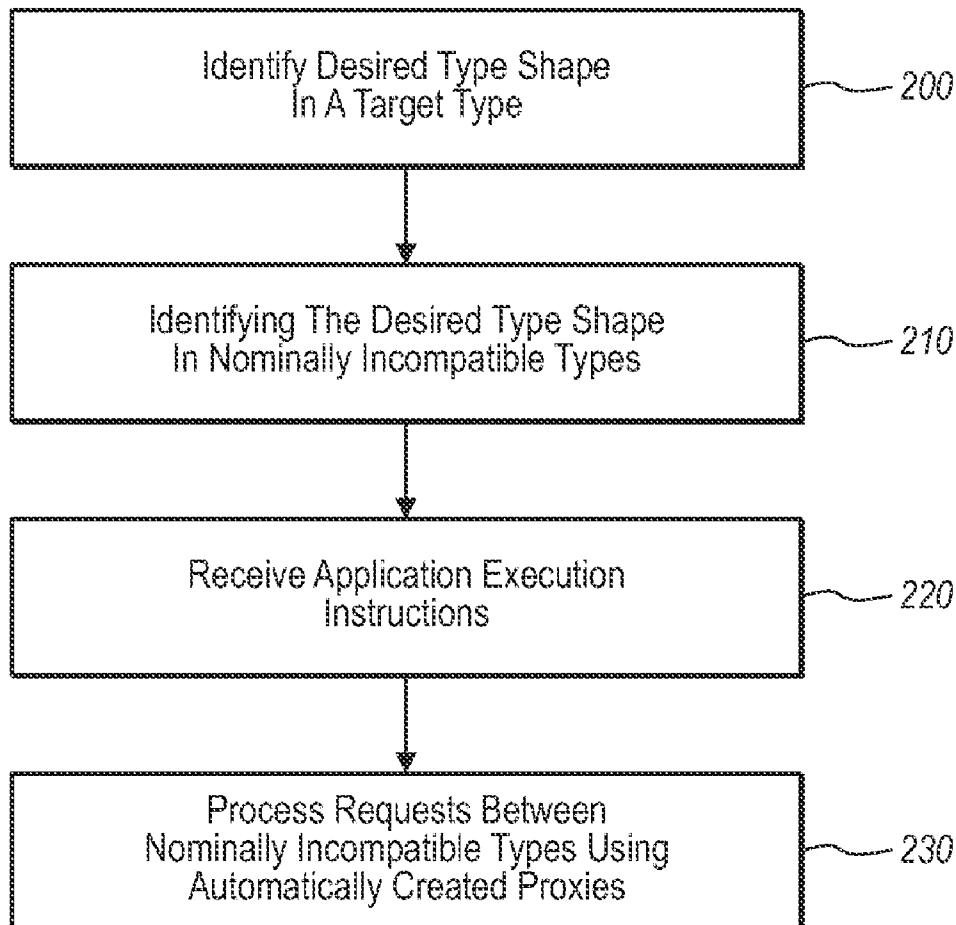 Identify Desired Type Shape
In A Target Type
200
Identifying The Desired Type Shape
In Nominally Incompatible Types
210
Receive Application Execution
Instructions
220
Process Requests Between
Nominally Incompatible Types Using
Automatically Created Proxies
230